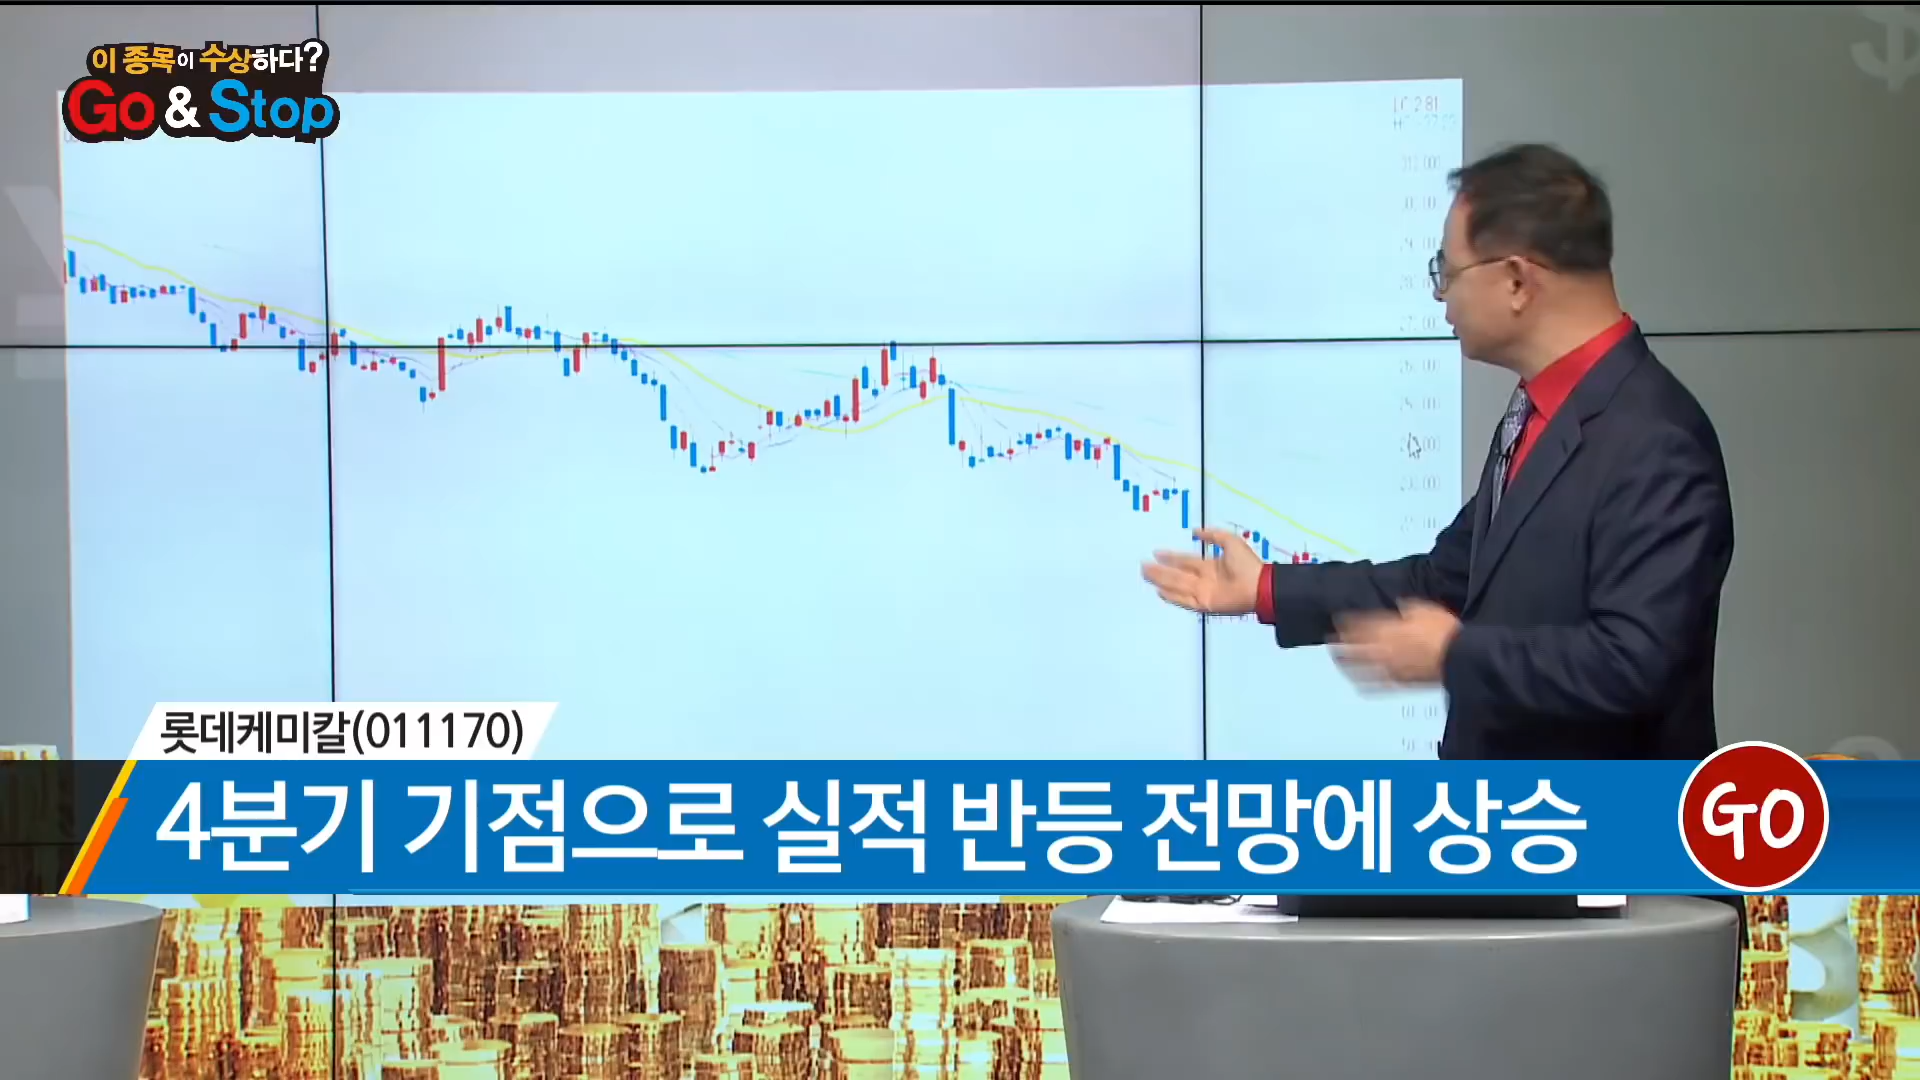 이 종목이 수상하다?
Go & Stop
롯데케미칼(011170)
4분기 기점으로 실적 반등 전망에 상승
GO